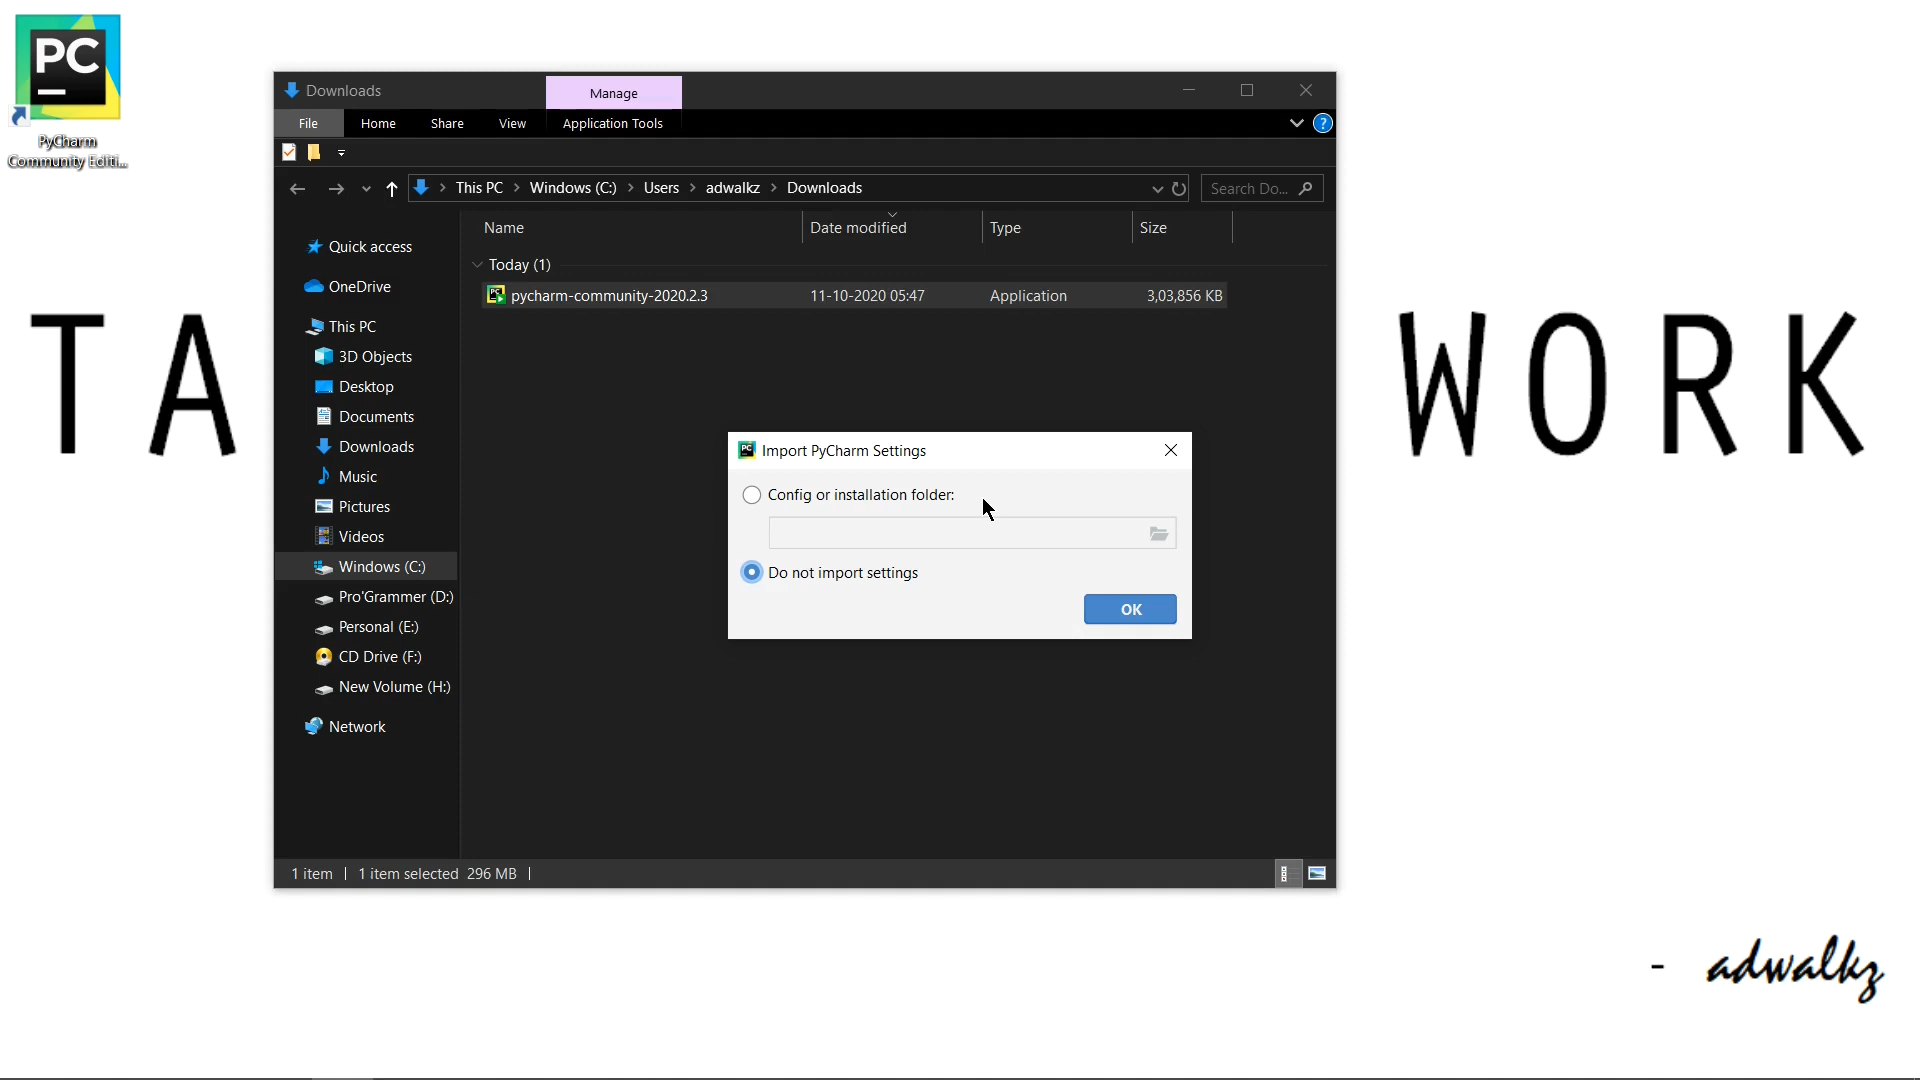 PC
PyCharm
Community Editi...
Downloads
Manage
File
Home
Share
View
Application Tools
?
This PC
Windows (C:)
Users
adwalkz
Downloads
Search Do...
Name
Date modified
Type
Size
Today (1)
pycharm-community-2020.2.3
11-10-2020 05:47
Application
3,03,856 KB
Quick access
OneDrive
This PC
3D Objects
Desktop
Documents
Downloads
Music
Pictures
Videos
Windows (C:)
Pro'Grammer (D:)
Personal (E:)
CD Drive (F:)
New Volume (H:)
Network
TA
WORK
Import PyCharm Settings
Config or installation folder:
Do not import settings
OK
1 item
1 item selected 296 MB
- adwalkz